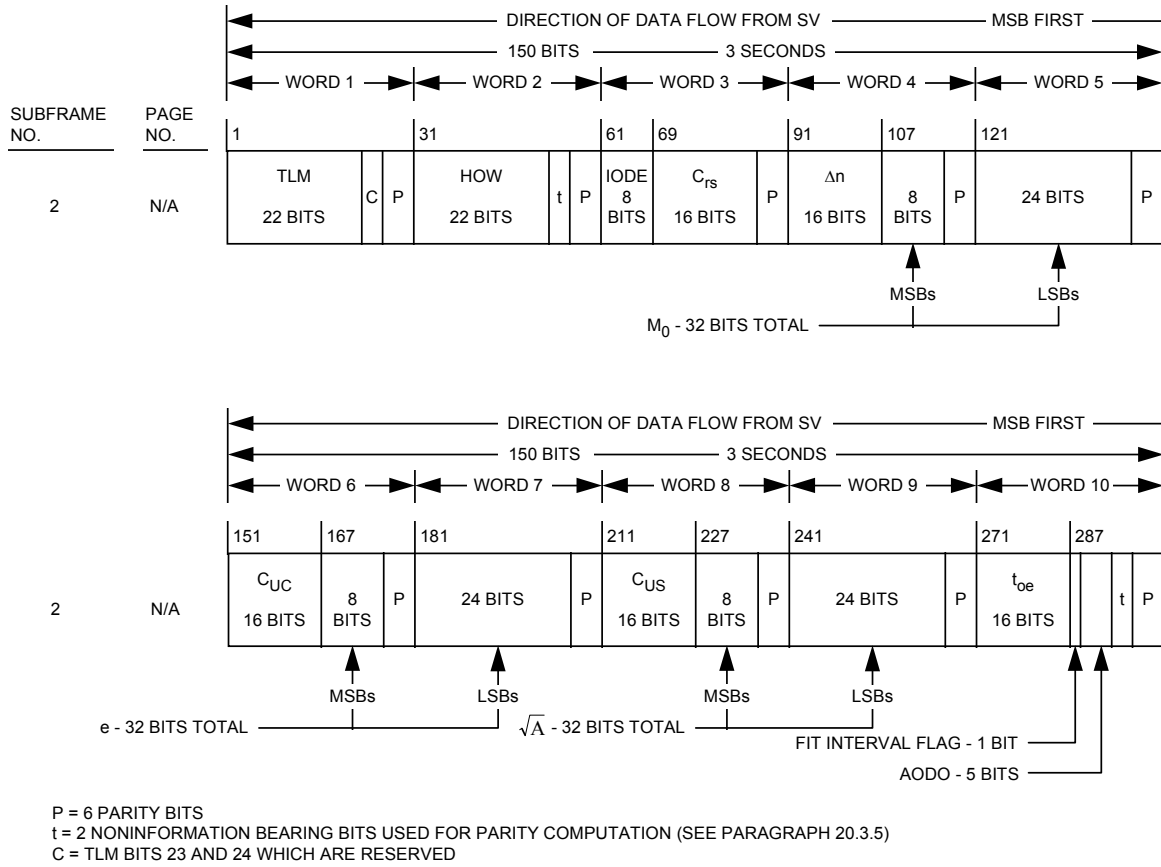 DIRECTION OF DATA FLOW FROM SV MSB FIRST
150 BITS 3 SECONDS
WORD 1 WORD 2 WORD 3 WORD 4 WORD 5
SUBFRAME NO. PAGE NO.
1 31 61 69 91 107 121
2 N/A
TLM 22 BITS C P HOW 22 BITS t P IODE 8 BITS C_rs 16 BITS P Δn 16 BITS 8 BITS P 24 BITS P
MSBs LSBs
M_0 - 32 BITS TOTAL
DIRECTION OF DATA FLOW FROM SV MSB FIRST
150 BITS 3 SECONDS
WORD 6 WORD 7 WORD 8 WORD 9 WORD 10
151 167 181 211 227 241 271 287
2 N/A
C_UC 16 BITS 8 BITS P 24 BITS P C_US 16 BITS 8 BITS P 24 BITS P t_oe 16 BITS t P
MSBs LSBs MSBs LSBs
e - 32 BITS TOTAL √A - 32 BITS TOTAL
FIT INTERVAL FLAG - 1 BIT
AODO - 5 BITS
P = 6 PARITY BITS
t = 2 NONINFORMATION BEARING BITS USED FOR PARITY COMPUTATION (SEE PARAGRAPH 20.3.5)
C = TLM BITS 23 AND 24 WHICH ARE RESERVED